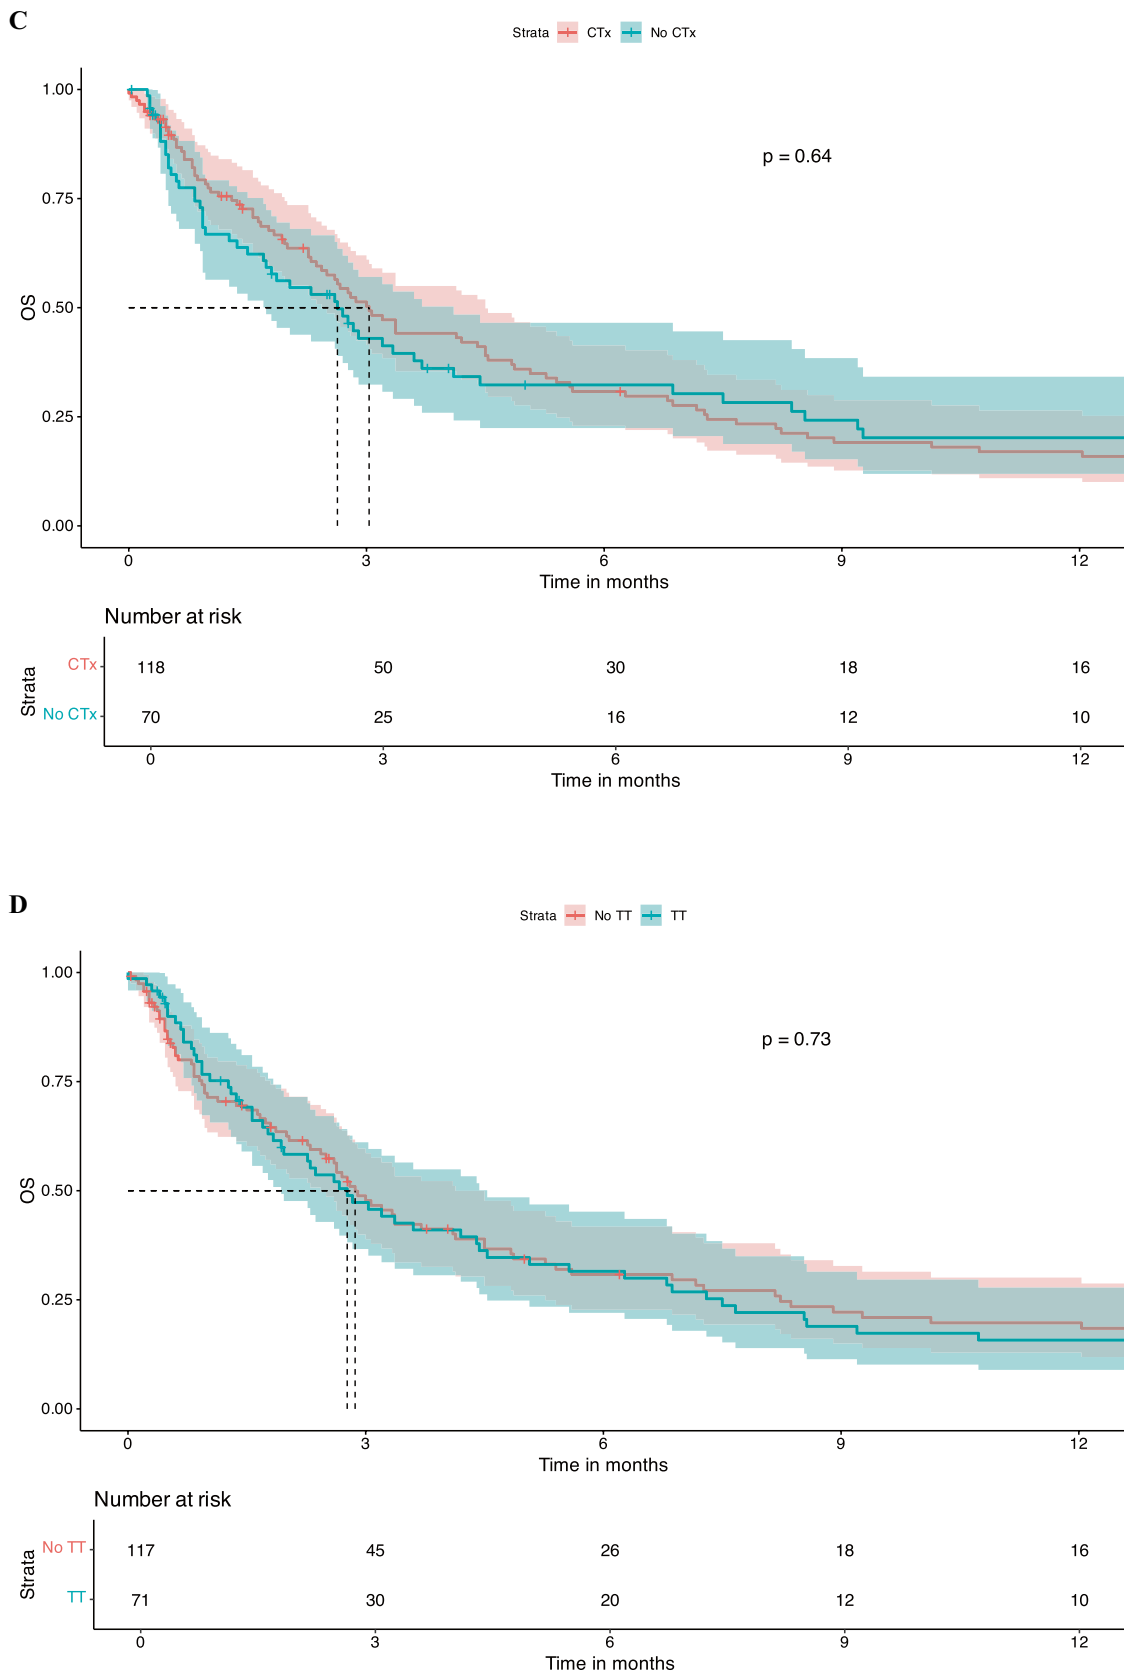 C
Strata CTx No CTx
1.00
0.75
0.50
0.25
0.00
OS
p = 0.64
0 3 6 9 12
Time in months
Number at risk
Strata
CTx 118 50 30 18 16
No CTx 70 25 16 12 10
0 3 6 9 12
Time in months
D
Strata No TT TT
1.00
0.75
0.50
0.25
0.00
OS
p = 0.73
0 3 6 9 12
Time in months
Number at risk
Strata
No TT 117 45 26 18 16
TT 71 30 20 12 10
0 3 6 9 12
Time in months